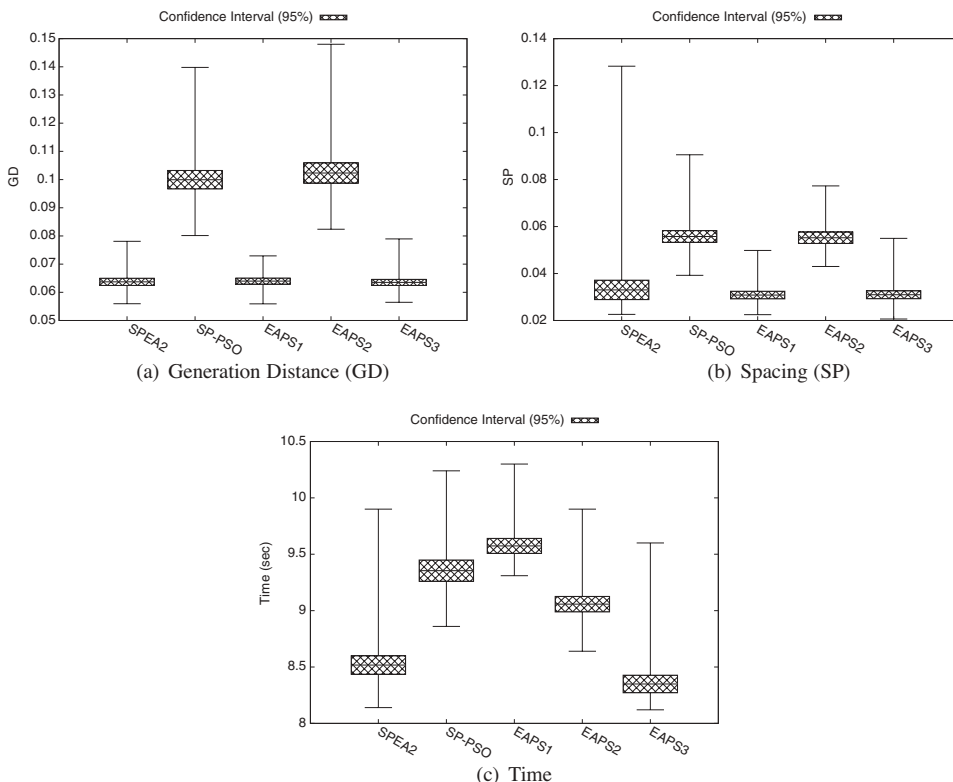 Confidence Interval (95%)
0.15
0.14
0.13
0.12
0.11
0.1
0.09
0.08
0.07
0.06
0.05
GD
SPEA2
SP-PSO
EAPS1
EAPS2
EAPS3
(a) Generation Distance (GD)
Confidence Interval (95%)
0.14
0.12
0.1
0.08
0.06
0.04
0.02
SP
SPEA2
SP-PSO
EAPS1
EAPS2
EAPS3
(b) Spacing (SP)
Confidence Interval (95%)
10.5
10
9.5
9
8.5
8
Time (sec)
SPEA2
SP-PSO
EAPS1
EAPS2
EAPS3
(c) Time